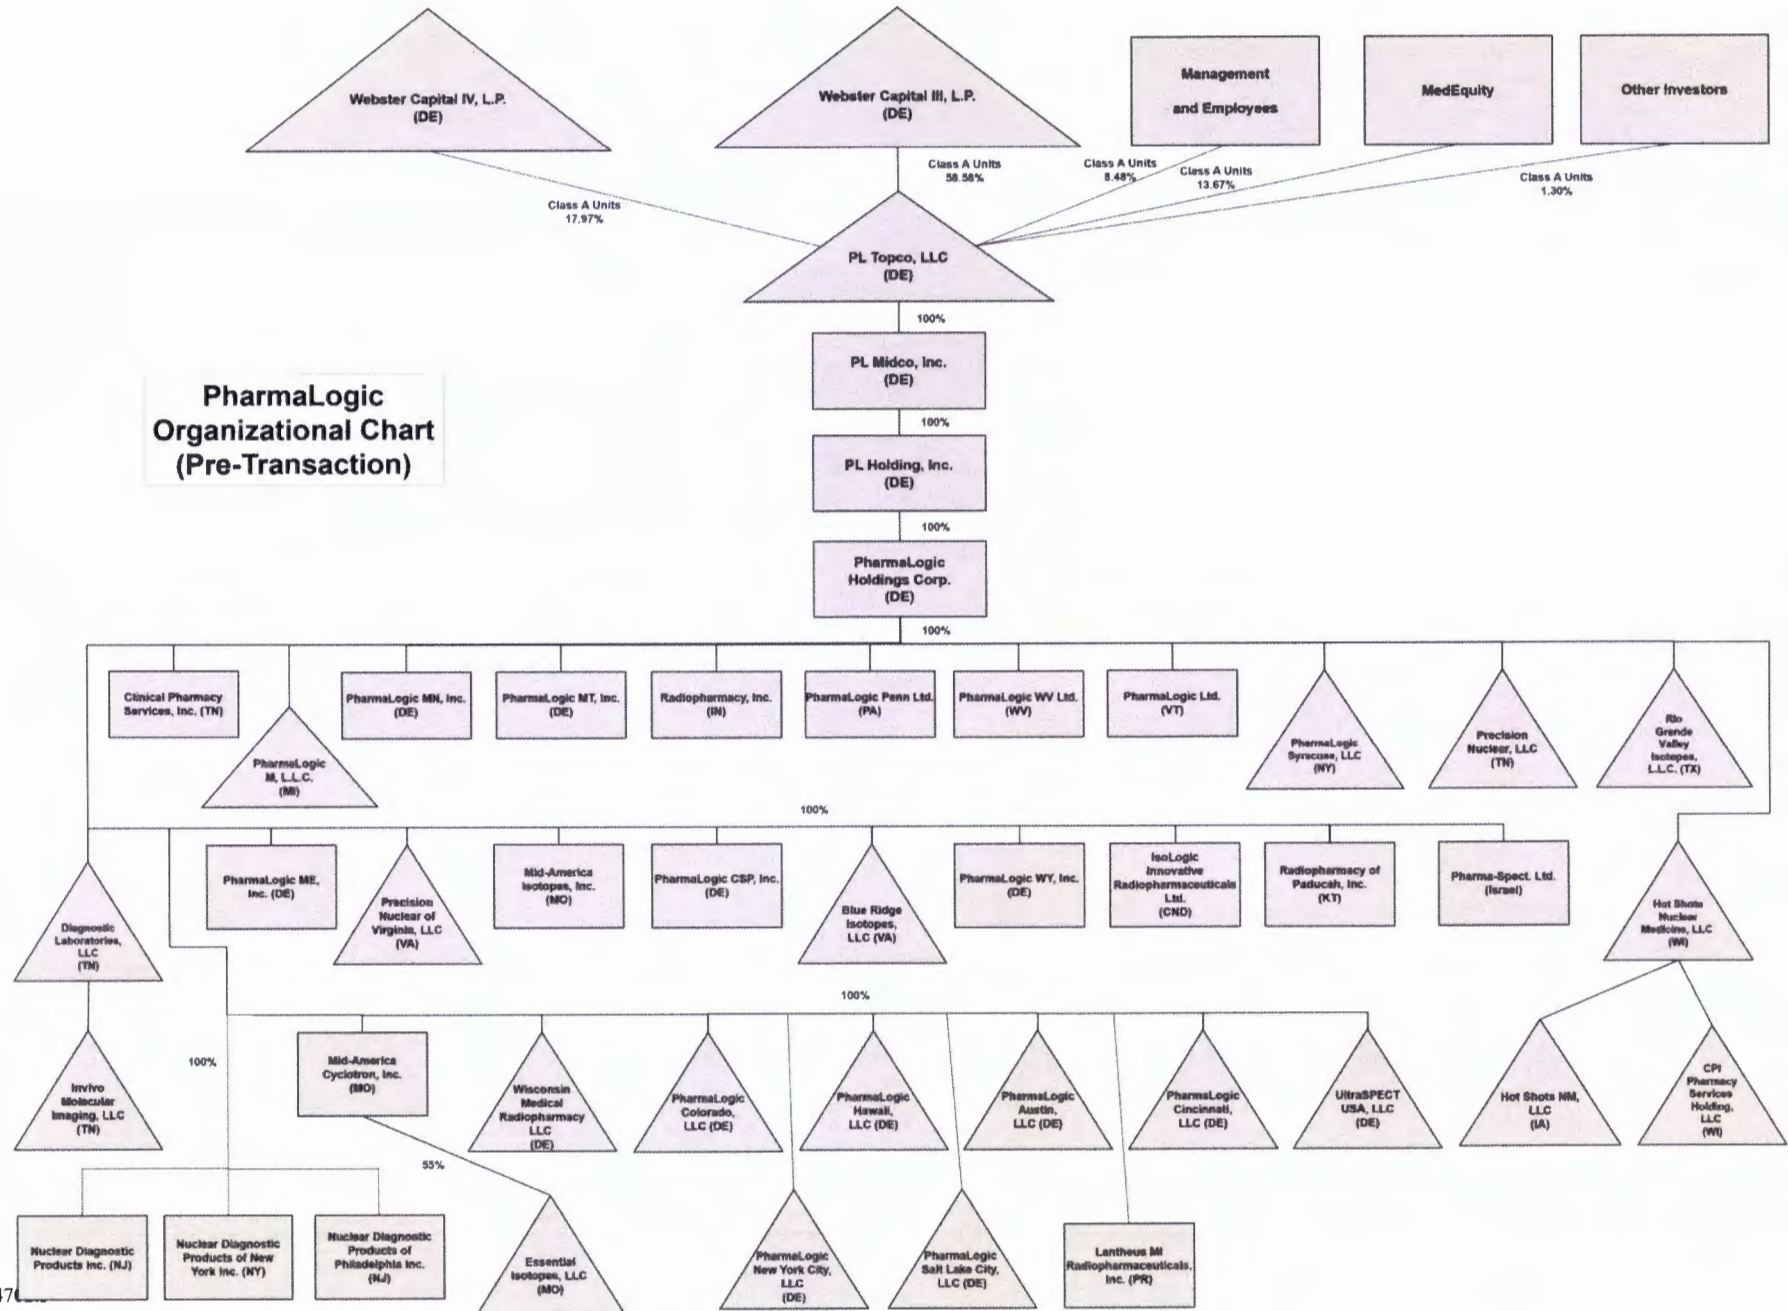 Webster Capital IV, L.P.
(DE)
Webster Capital III, L.P.
(DE)
Management
and Employees
MedEquity
Other Investors
Class A Units
17.97%
Class A Units
58.58%
Class A Units
8.48%
Class A Units
13.67%
Class A Units
1.30%
PL Topco, LLC
(DE)
100%
PL Midco, Inc.
(DE)
100%
PL Holding, Inc.
(DE)
100%
PharmaLogic
Holdings Corp.
(DE)
100%
PharmaLogic
Organizational Chart
(Pre-Transaction)
Clinical Pharmacy
Services, Inc. (TN)
PharmaLogic
M, L.L.C.
(MI)
PharmaLogic MN, Inc.
(DE)
PharmaLogic MT, Inc.
(DE)
Radiopharmacy, Inc.
(IN)
PharmaLogic Penn Ltd.
(PA)
PharmaLogic WV Ltd.
(WV)
PharmaLogic Ltd.
(VT)
PharmaLogic
Syracuse, LLC
(NY)
Precision
Nuclear, LLC
(TN)
Rio
Grande
Valley
Isotopes,
L.L.C. (TX)
100%
Diagnostic
Laboratories,
LLC
(TN)
PharmaLogic ME,
Inc. (DE)
Precision
Nuclear of
Virginia, LLC
(VA)
Mid-America
Isotopes, Inc.
(MO)
PharmaLogic CSP, Inc.
(DE)
Blue Ridge
Isotopes,
LLC (VA)
PharmaLogic WY, Inc.
(DE)
IsoLogic
Innovative
Radiopharmaceuticals
Ltd.
(CND)
Radiopharmacy of
Paducah, Inc.
(KT)
Pharma-Spect. Ltd.
(Israel)
Hot Shots
Nuclear
Medicine, LLC
(WI)
100%
100%
Invivo
Molecular
Imaging, LLC
(TN)
Mid-America
Cyclotron, Inc.
(MO)
Wisconsin
Medical
Radiopharmacy
LLC
(DE)
PharmaLogic
Colorado,
LLC (DE)
PharmaLogic
Hawaii,
LLC (DE)
PharmaLogic
Austin,
LLC (DE)
PharmaLogic
Cincinnati,
LLC (DE)
UltraSPECT
USA, LLC
(DE)
Hot Shots NM,
LLC
(IA)
CPI
Pharmacy
Services
Holding,
LLC
(WI)
55%
Nuclear Diagnostic
Products Inc. (NJ)
Nuclear Diagnostic
Products of New
York Inc. (NY)
Nuclear Diagnostic
Products of
Philadelphia Inc.
(NJ)
Essential
Isotopes, LLC
(MO)
PharmaLogic
New York City,
LLC
(DE)
PharmaLogic
Salt Lake City,
LLC (DE)
Lantheus MI
Radiopharmaceuticals,
Inc. (PR)